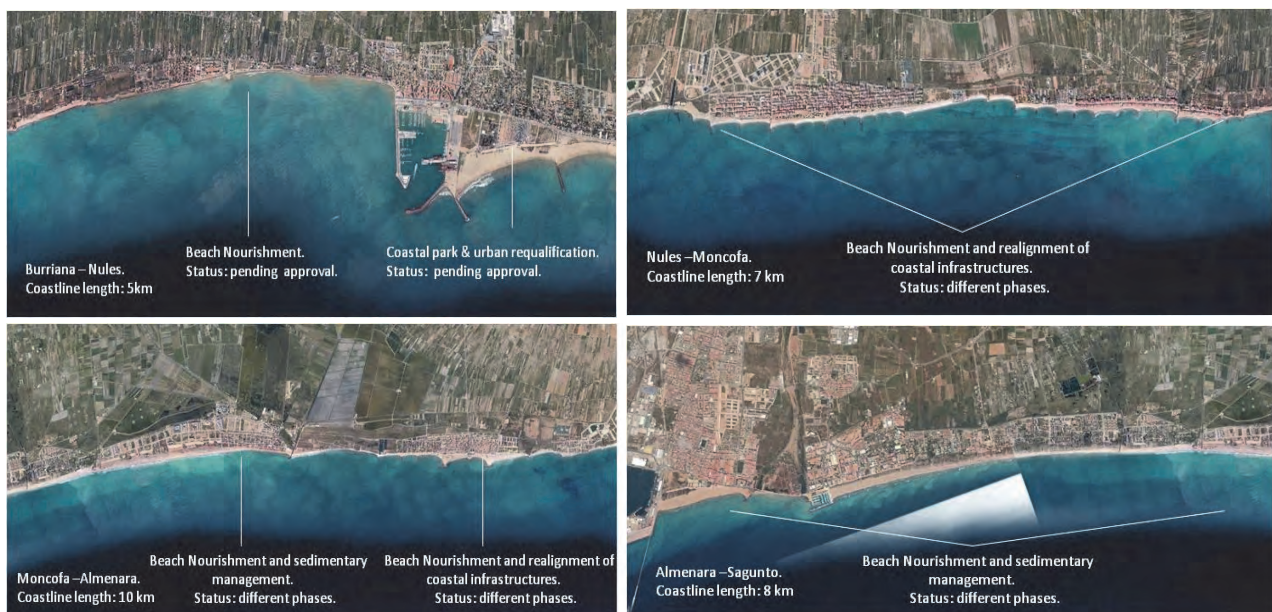 Beach Nourishment.
Status: pending approval.
Coastal park & urban requalification.
Status: pending approval.
Burriana – Nules.
Coastline length: 5km
Beach Nourishment and realignment of
coastal infrastructures.
Status: different phases.
Nules –Moncofa.
Coastline length: 7 km
Beach Nourishment and sedimentary
management.
Status: different phases.
Beach Nourishment and realignment of
coastal infrastructures.
Status: different phases.
Moncofa –Almenara.
Coastline length: 10 km
Beach Nourishment and sedimentary
management.
Status: different phases.
Almenara –Sagunto.
Coastline length: 8 km